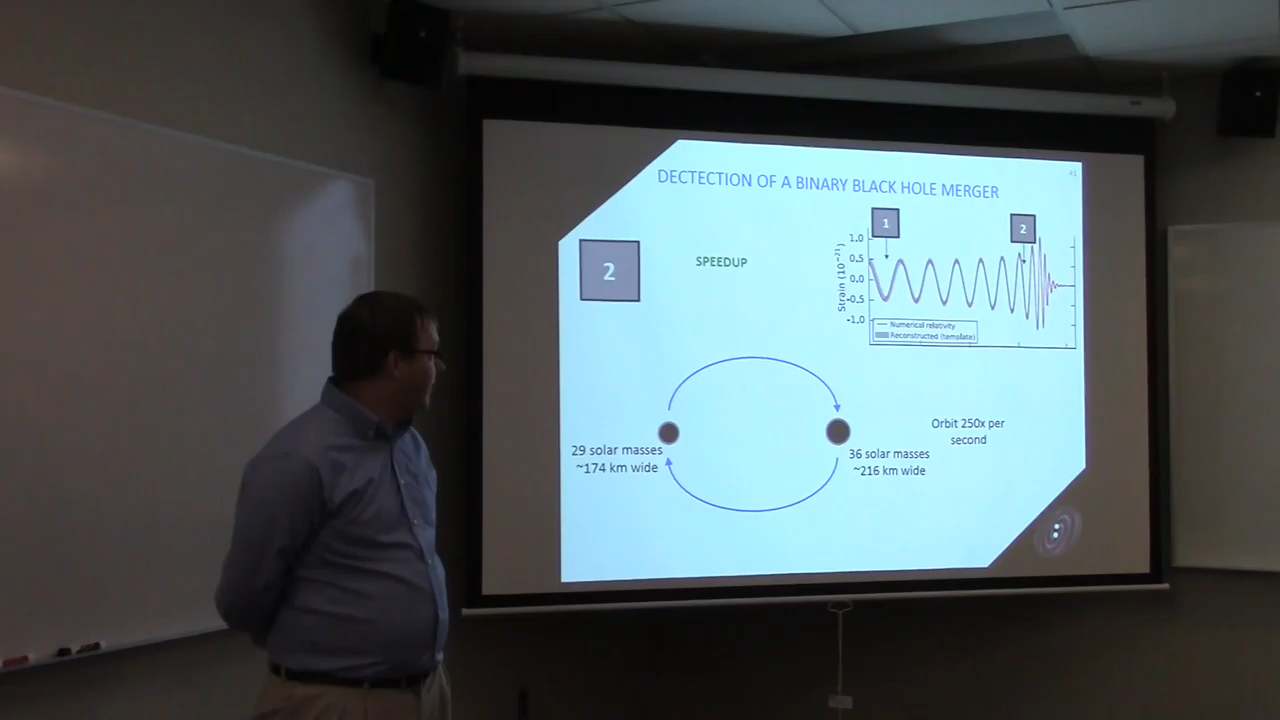 41
DECTECTION OF A BINARY BLACK HOLE MERGER
1
2
2
SPEEDUP
Strain (10⁻²¹)
1.0
0.5
0.0
-0.5
-1.0
Numerical relativity
Reconstructed (template)
29 solar masses
~174 km wide
36 solar masses
~216 km wide
Orbit 250x per
second